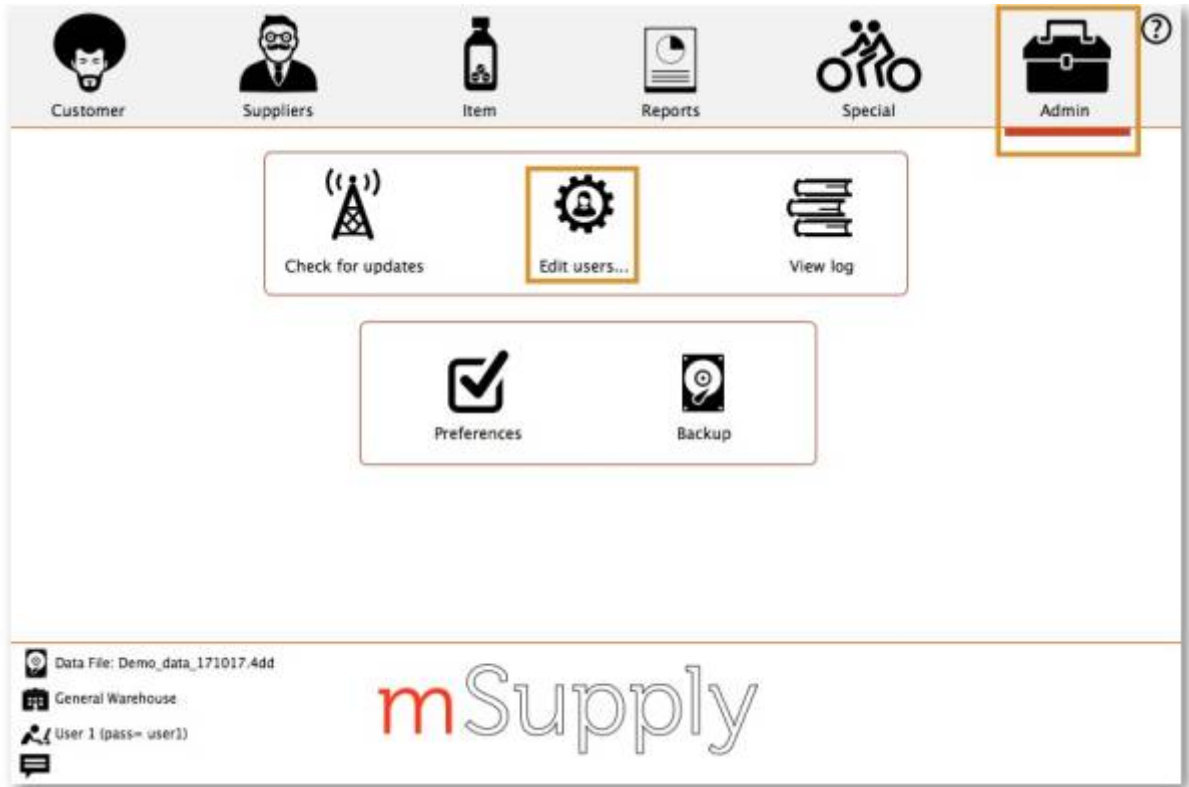 Customer Suppliers Item Reports Special Admin ?
Check for updates Edit users... View log
Preferences Backup
Data File: Demo_data_171017.4dd
General Warehouse
User 1 (pass= user1)
mSupply